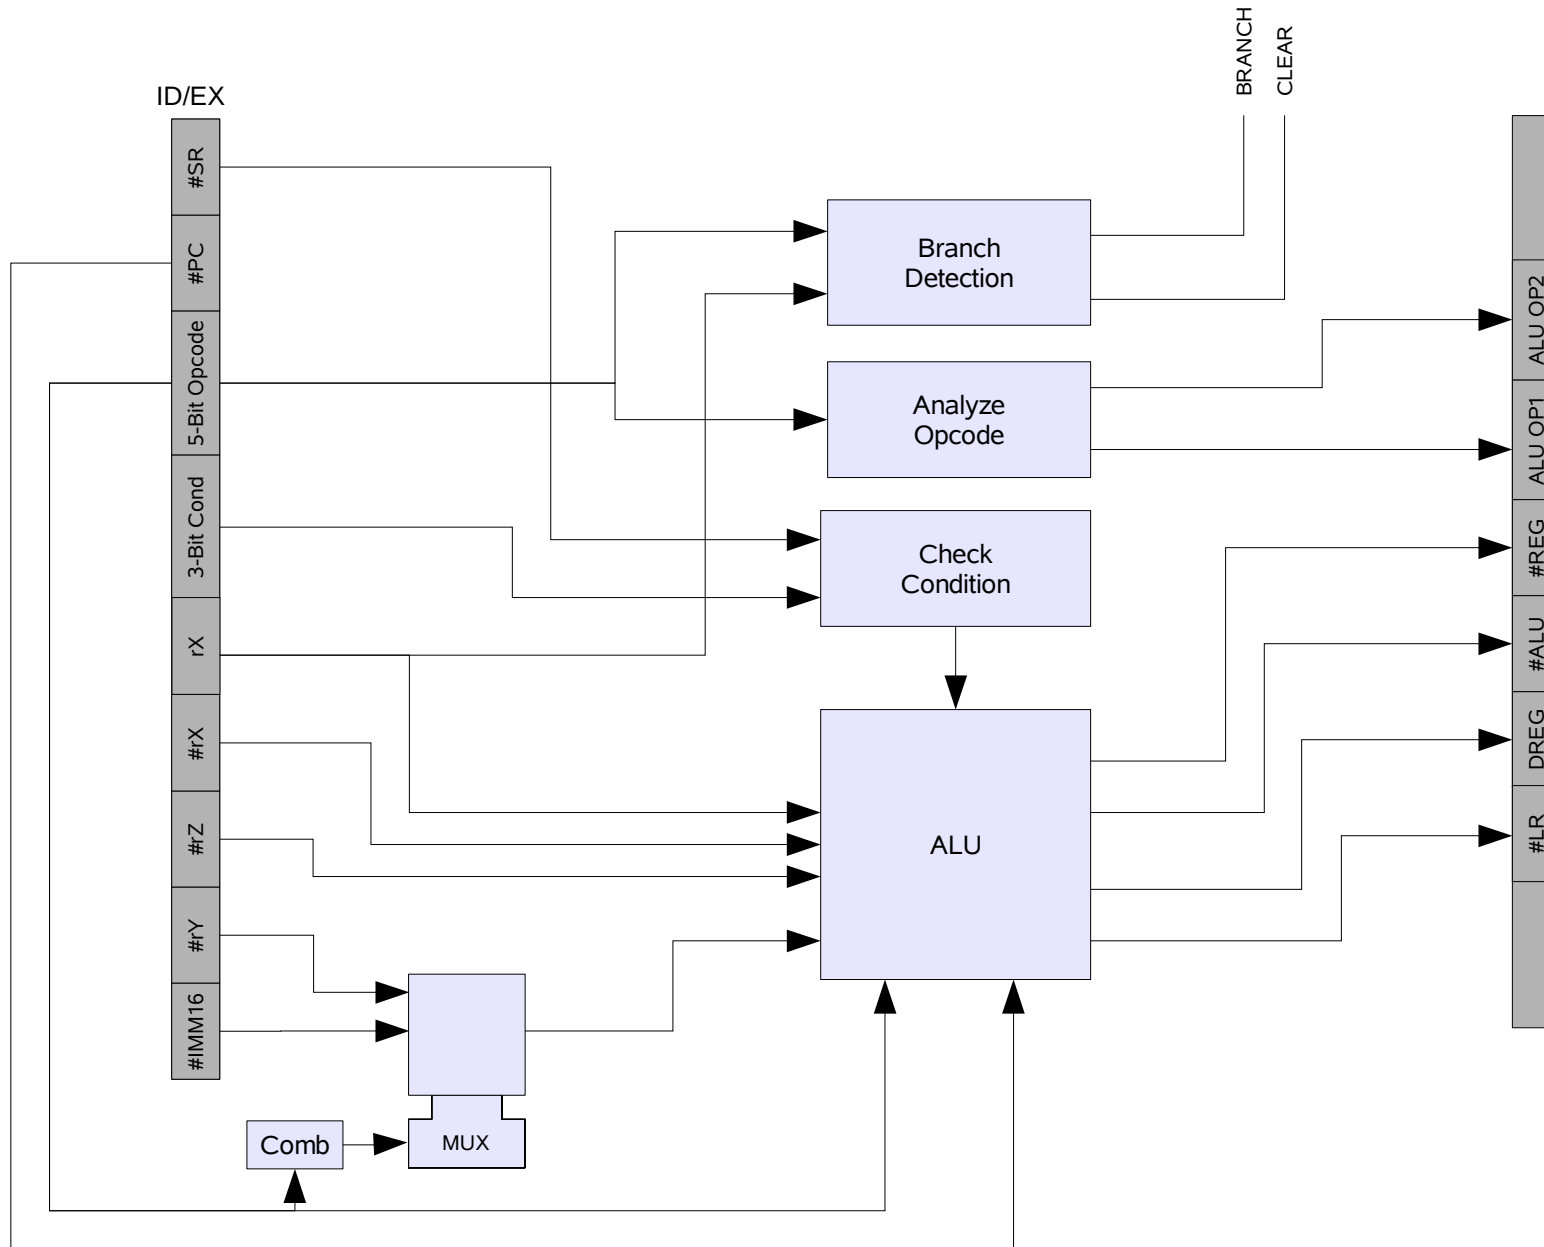 BRANCH
CLEAR
ID/EX
#SR
#PC
5-Bit Opcode
3-Bit Cond
rX
#rX
#rZ
#rY
#IMM16
Branch
Detection
Analyze
Opcode
Check
Condition
ALU
Comb
MUX
ALU OP2
ALU OP1
#REG
#ALU
DREG
#LR